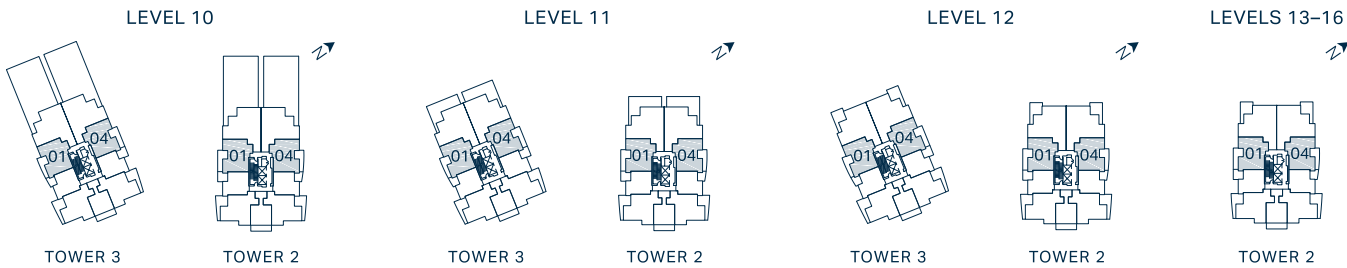 LEVEL 10
LEVEL 11
LEVEL 12
LEVELS 13–16
N
N
N
N
01
04
01
04
01
04
01
04
01
04
01
04
01
04
TOWER 3
TOWER 2
TOWER 3
TOWER 2
TOWER 3
TOWER 2
TOWER 2